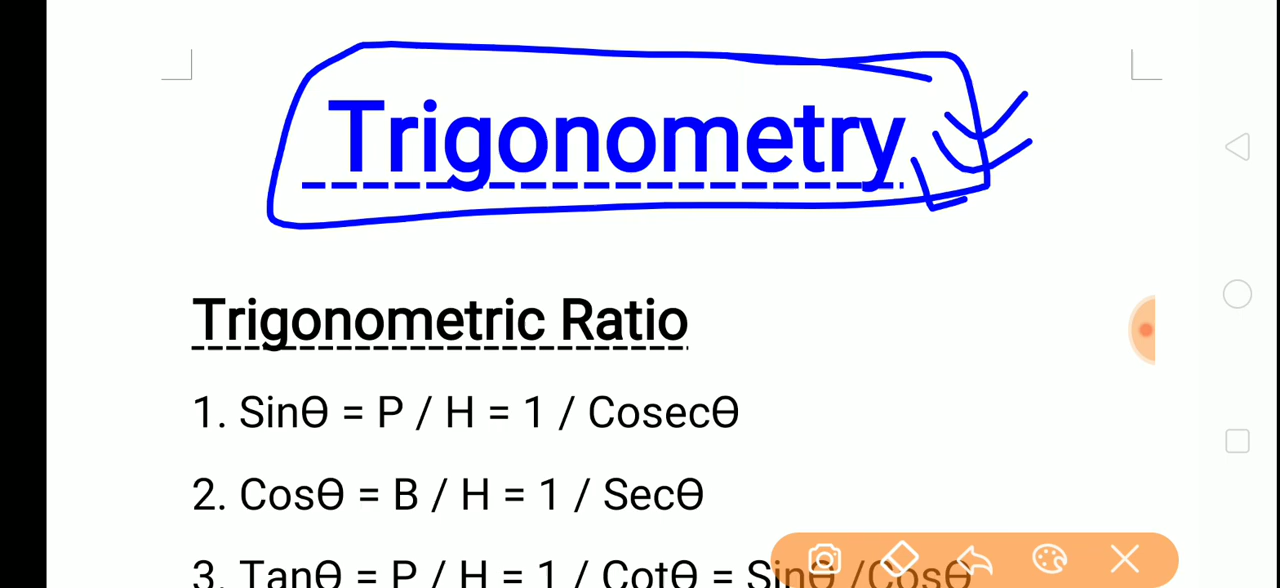 Trigonometry
Trigonometric Ratio
1. Sinθ = P / H = 1 / Cosecθ
2. Cosθ = B / H = 1 / Secθ
3. Tanθ = P / H = 1 / Cotθ = Sinθ /Cosθ